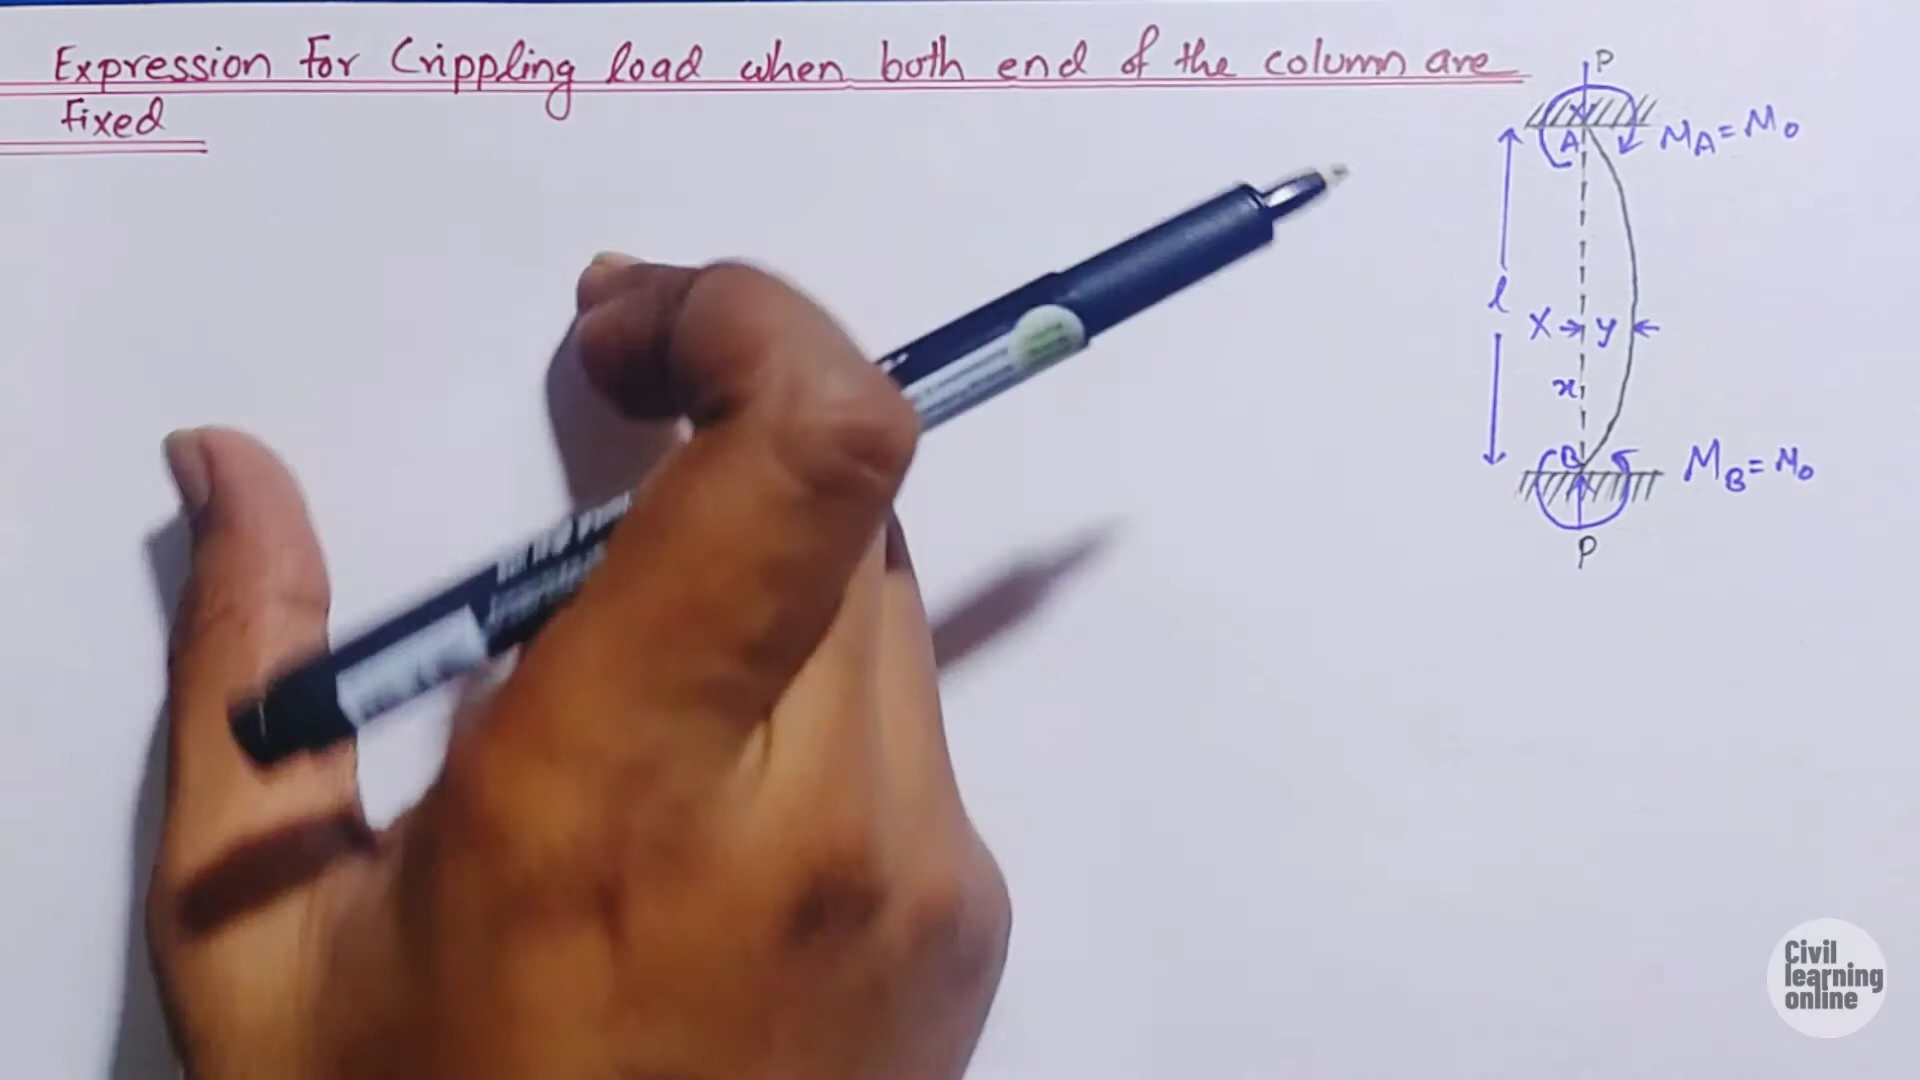 Expression for Crippling load when both end of the column are
fixed
P
A
MA = Mo
l
X
y
x
B
MB = Mo
P
Civil
learning
online